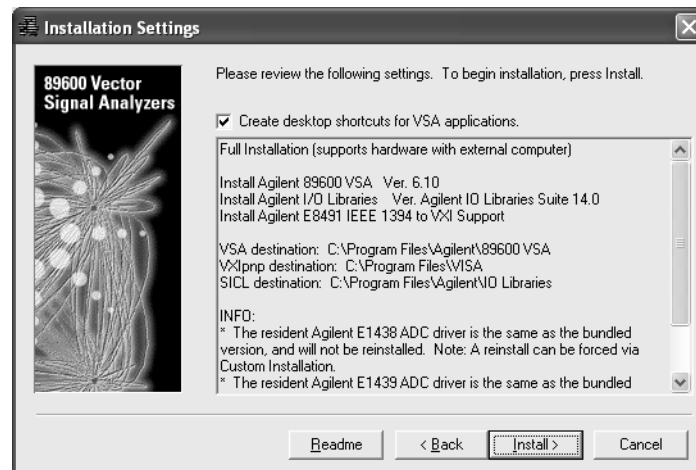 Installation Settings
89600 Vector
Signal Analyzers
Please review the following settings.  To begin installation, press Install.
Create desktop shortcuts for VSA applications.
Full Installation (supports hardware with external computer)
Install Agilent 89600 VSA   Ver. 6.10
Install Agilent I/O Libraries   Ver. Agilent IO Libraries Suite 14.0
Install Agilent E8491 IEEE 1394 to VXI Support
VSA destination:  C:\Program Files\Agilent\89600 VSA
VXIpnp destination:  C:\Program Files\VISA
SICL destination:  C:\Program Files\Agilent\IO Libraries
INFO:
*  The resident Agilent E1438 ADC driver is the same as the bundled
version, and will not be reinstalled.  Note: A reinstall can be forced via
Custom Installation.
*  The resident Agilent E1439 ADC driver is the same as the bundled
Readme
< Back
Install >
Cancel